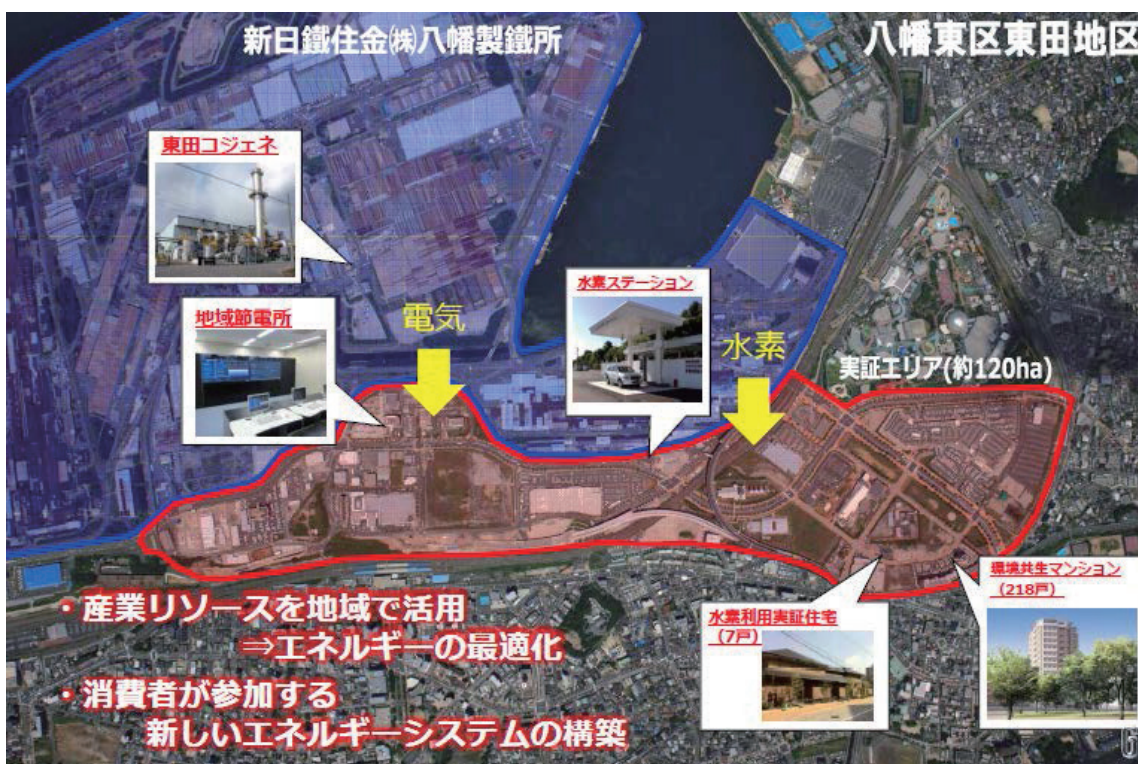 新日鐵住金(株)八幡製鐵所
八幡東区東田地区
東田コジェネ
地域節電所
電気
水素ステーション
水素
実証エリア(約120ha)
・産業リソースを地域で活用
⇒エネルギーの最適化
・消費者が参加する
新しいエネルギーシステムの構築
水素利用実証住宅
(7戸)
環境共生マンション
(218戸)
6